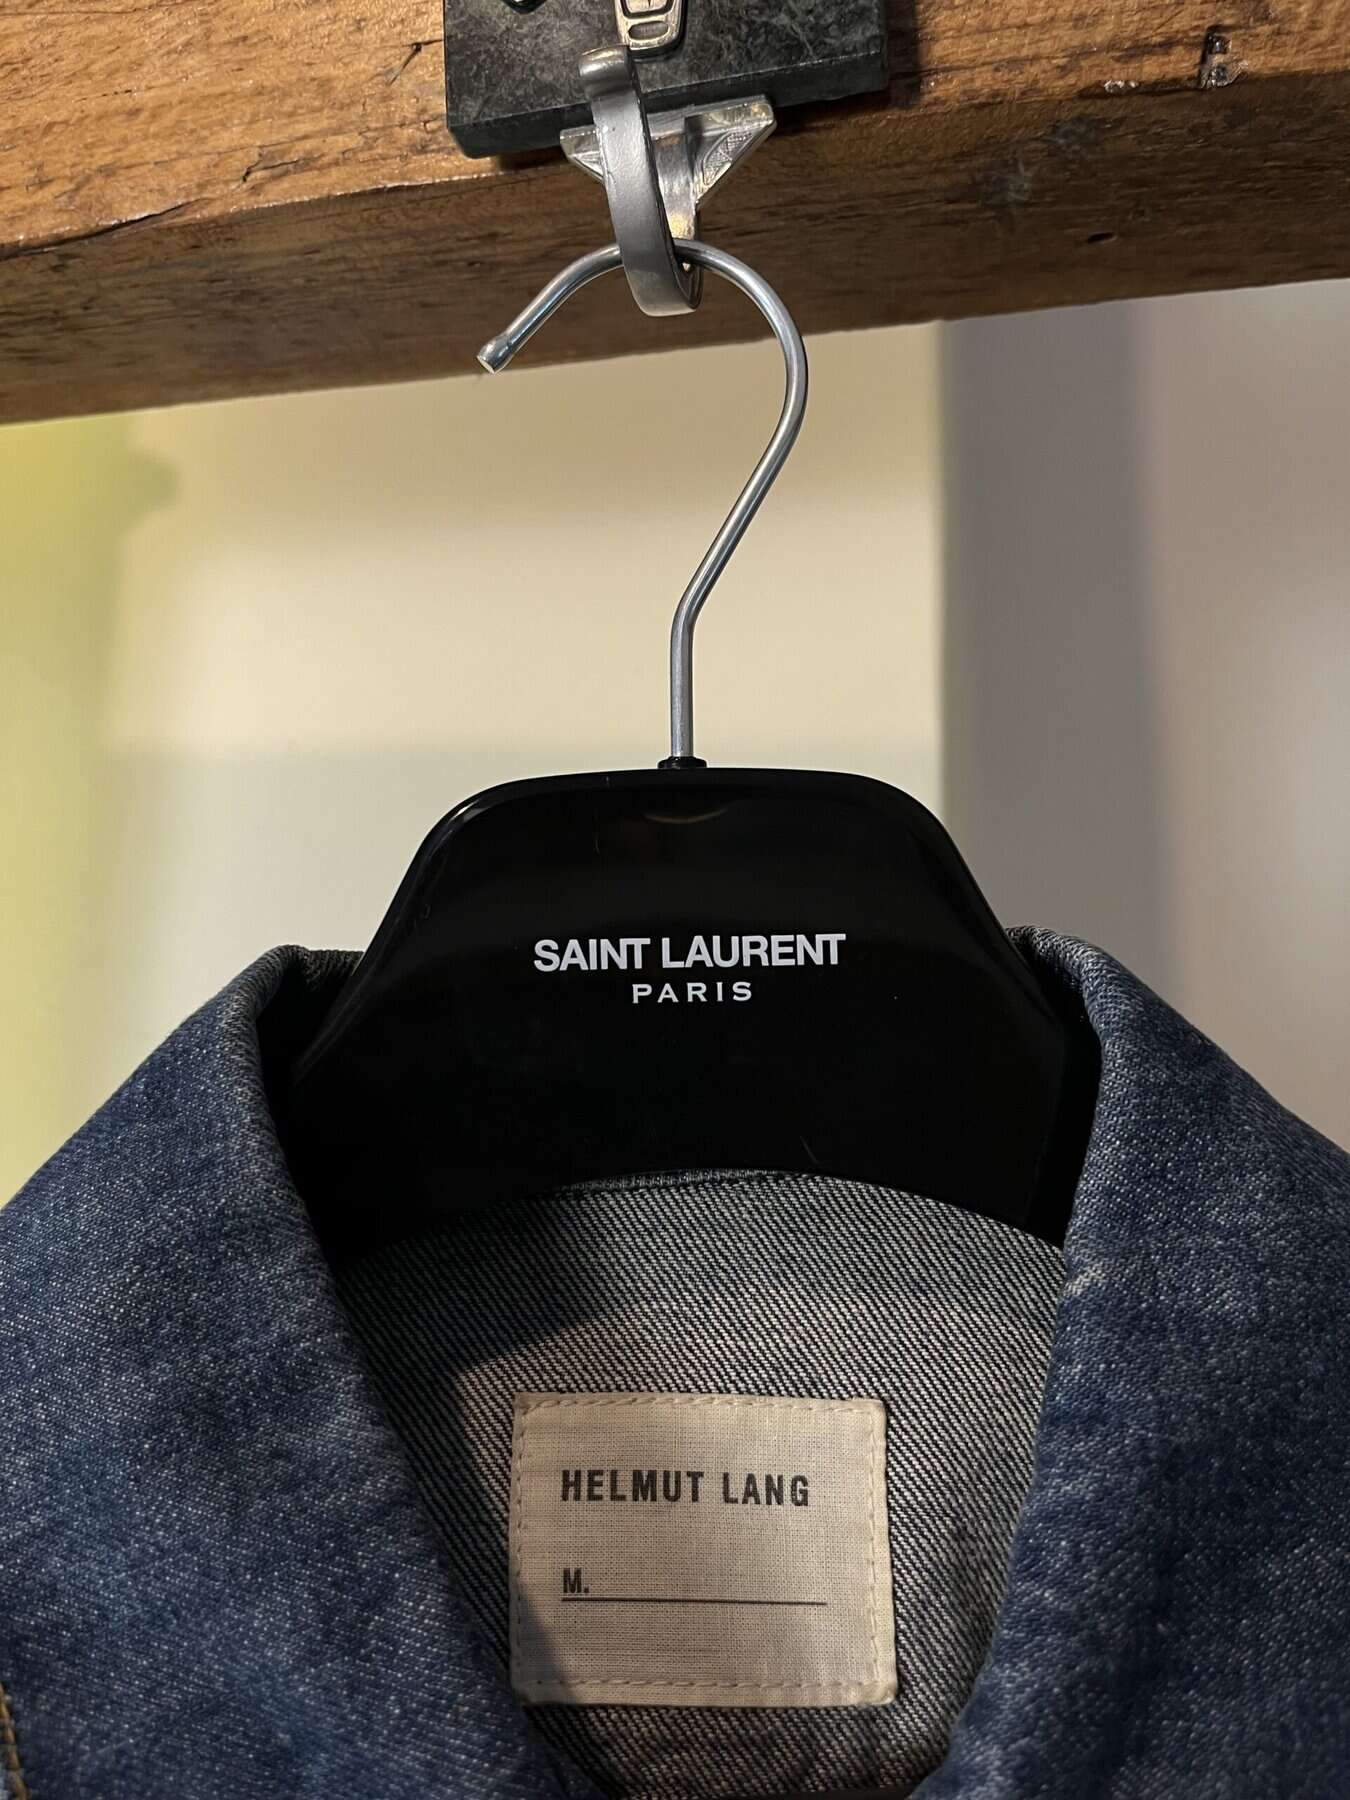 SAINT LAURENT
PARIS
HELMUT LANG
M.